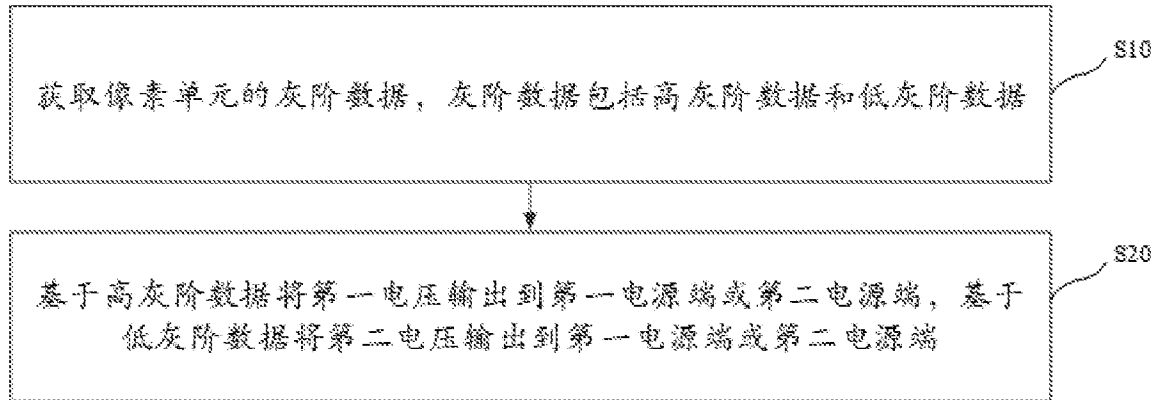 获取像素单元的灰阶数据，灰阶数据包括高灰阶数据和低灰阶数据
S10
基于高灰阶数据将第一电压输出到第一电源端或第二电源端，基于
低灰阶数据将第二电压输出到第一电源端或第二电源端
S20